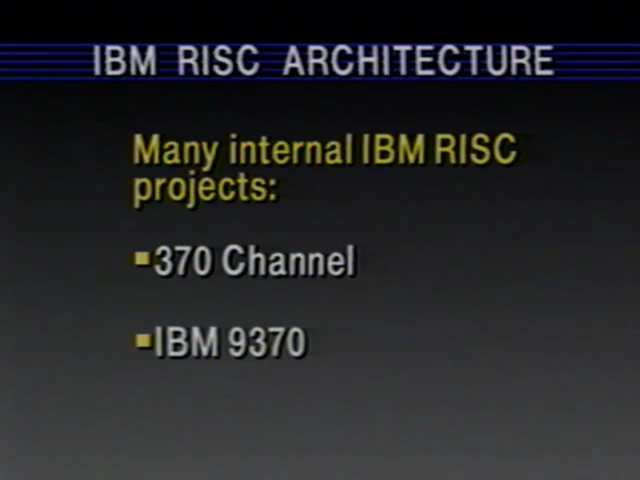 IBM RISC ARCHITECTURE
Many internal IBM RISC
projects:
370 Channel
IBM 9370